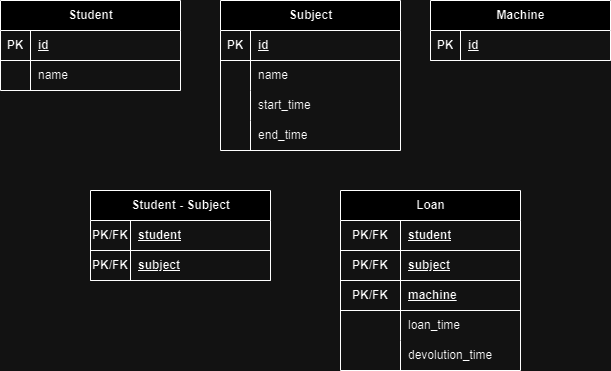 Student
PK id
name
Subject
PK id
name
start_time
end_time
Machine
PK id
Student - Subject
PK/FK student
PK/FK subject
Loan
PK/FK student
PK/FK subject
PK/FK machine
loan_time
devolution_time